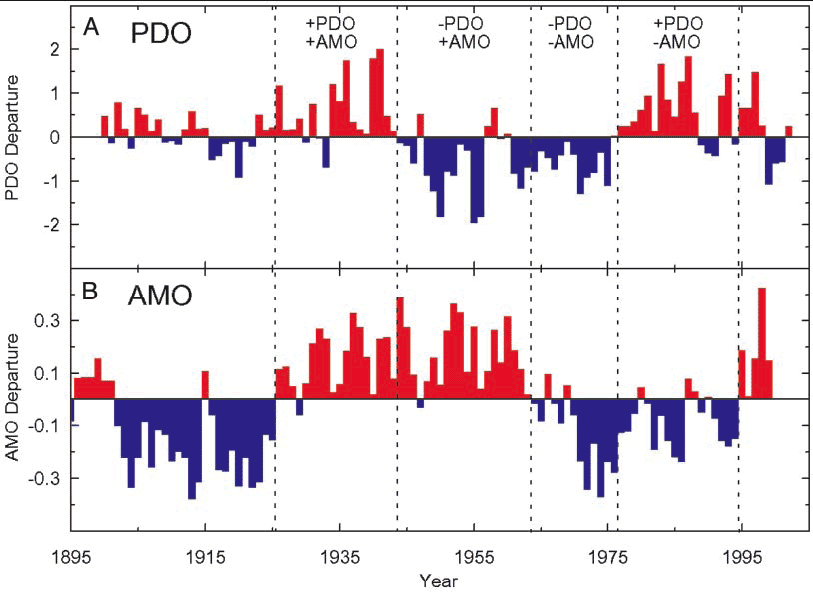 A PDO
+PDO
+AMO
-PDO
+AMO
-PDO
-AMO
+PDO
-AMO
PDO Departure
2
1
0
-1
-2
B AMO
AMO Departure
0.3
0.1
-0.1
-0.3
1895 1915 1935 1955 1975 1995
Year